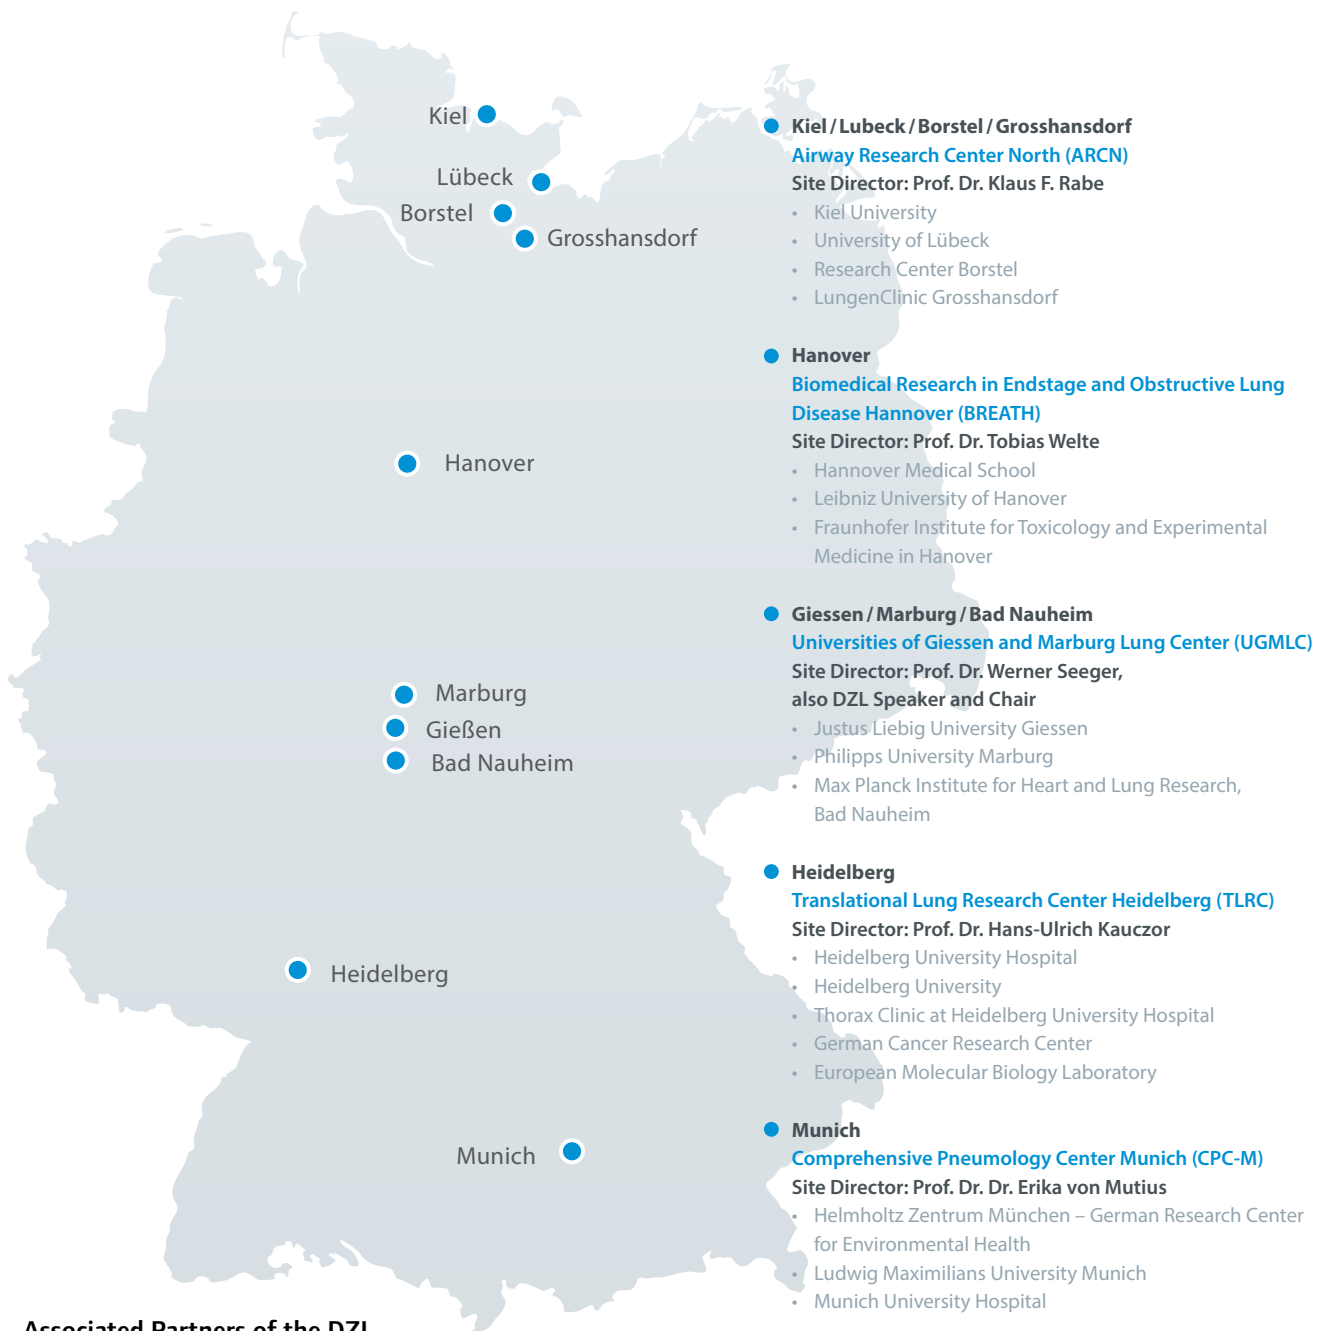 Kiel
Lübeck
Borstel
Grosshansdorf
Hanover
Marburg
Gießen
Bad Nauheim
Heidelberg
Munich
Kiel / Lubeck / Borstel / Grosshansdorf
Airway Research Center North (ARCN)
Site Director: Prof. Dr. Klaus F. Rabe
• Kiel University
• University of Lübeck
• Research Center Borstel
• LungenClinic Grosshansdorf
Hanover
Biomedical Research in Endstage and Obstructive Lung
Disease Hannover (BREATH)
Site Director: Prof. Dr. Tobias Welte
• Hannover Medical School
• Leibniz University of Hanover
• Fraunhofer Institute for Toxicology and Experimental
Medicine in Hanover
Giessen / Marburg / Bad Nauheim
Universities of Giessen and Marburg Lung Center (UGMLC)
Site Director: Prof. Dr. Werner Seeger,
also DZL Speaker and Chair
• Justus Liebig University Giessen
• Philipps University Marburg
• Max Planck Institute for Heart and Lung Research,
Bad Nauheim
Heidelberg
Translational Lung Research Center Heidelberg (TLRC)
Site Director: Prof. Dr. Hans-Ulrich Kauczor
• Heidelberg University Hospital
• Heidelberg University
• Thorax Clinic at Heidelberg University Hospital
• German Cancer Research Center
• European Molecular Biology Laboratory
Munich
Comprehensive Pneumology Center Munich (CPC-M)
Site Director: Prof. Dr. Dr. Erika von Mutius
• Helmholtz Zentrum München – German Research Center
for Environmental Health
• Ludwig Maximilians University Munich
• Munich University Hospital
Associated Partners of the DZL